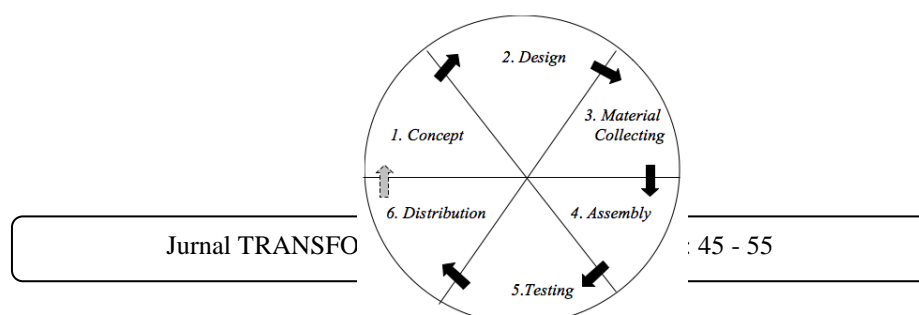 2. Design
3. Material
Collecting
1. Concept
6. Distribution
4. Assembly
Jurnal TRANSFO
: 45 - 55
5.Testing